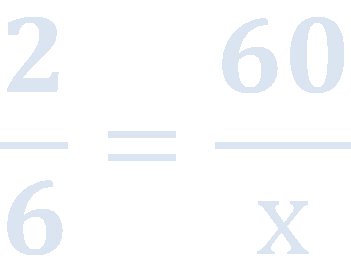 2/6 = 60/x